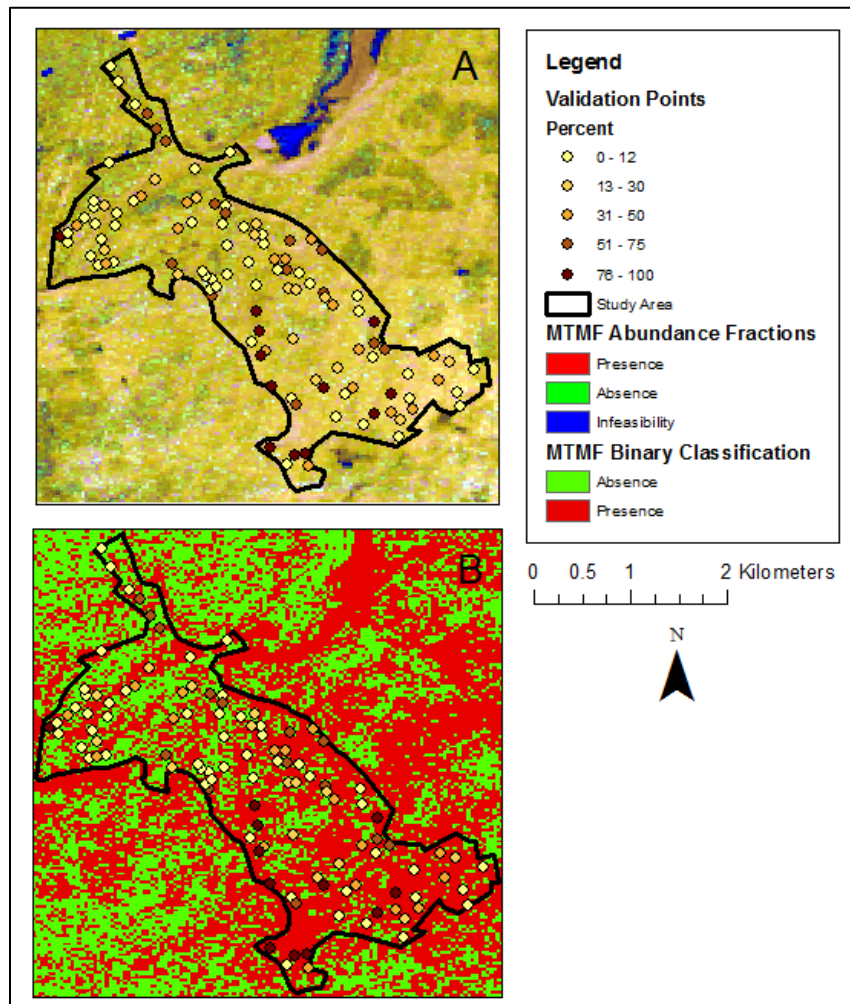 A
Legend
Validation Points
Percent
0 - 12
13 - 30
31 - 50
51 - 75
76 - 100
Study Area
MTMF Abundance Fractions
Presence
Absence
Infeasibility
MTMF Binary Classification
Absence
Presence
0 0.5 1 2 Kilometers
N
B